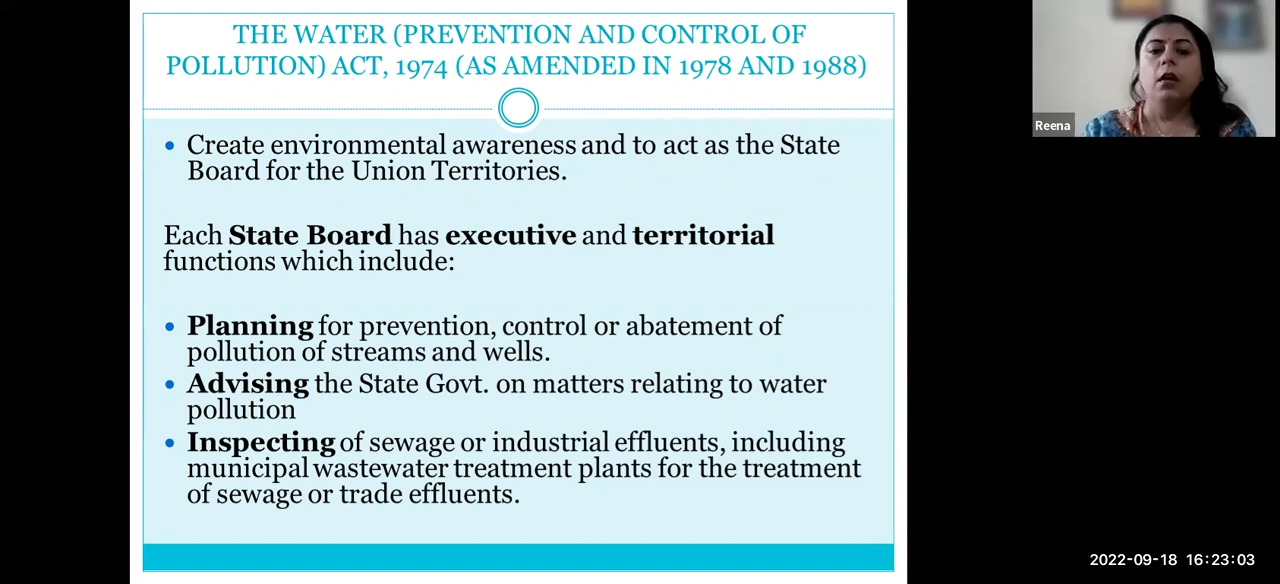 THE WATER (PREVENTION AND CONTROL OF
POLLUTION) ACT, 1974 (AS AMENDED IN 1978 AND 1988)
• Create environmental awareness and to act as the State
Board for the Union Territories.
Each State Board has executive and territorial
functions which include:
• Planning for prevention, control or abatement of
pollution of streams and wells.
• Advising the State Govt. on matters relating to water
pollution
• Inspecting of sewage or industrial effluents, including
municipal wastewater treatment plants for the treatment
of sewage or trade effluents.
Reena
2022-09-18 16:23:03